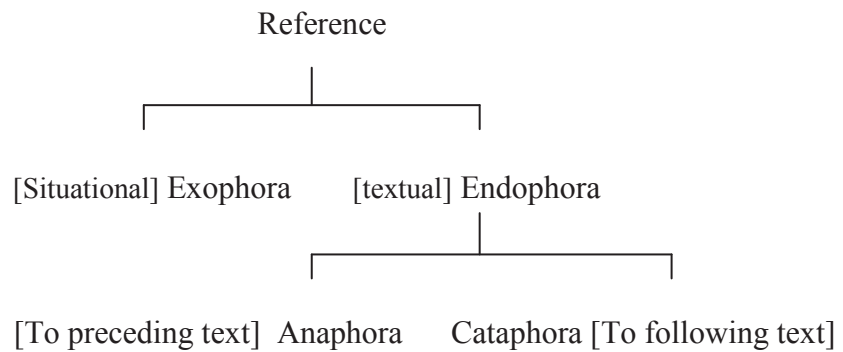 Reference
[Situational] Exophora [textual] Endophora
[To preceding text] Anaphora Cataphora [To following text]